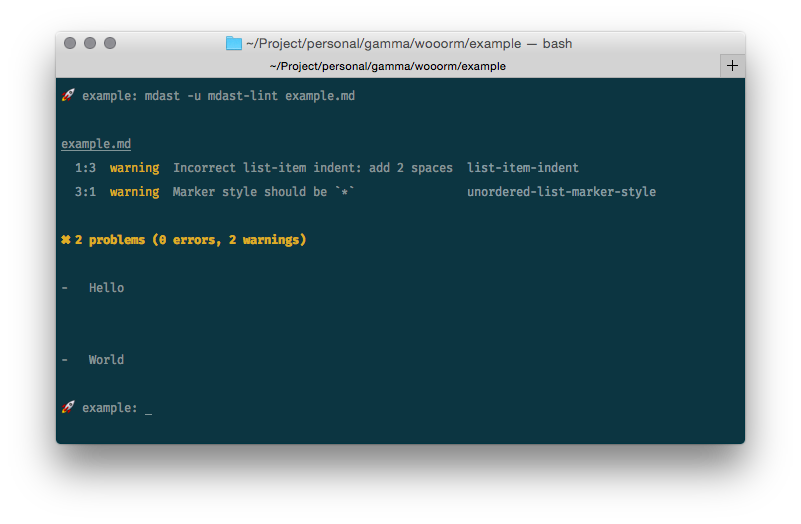 ~/Project/personal/gamma/wooorm/example — bash
~/Project/personal/gamma/wooorm/example +
🚀 example: mdast -u mdast-lint example.md
example.md
1:3 warning Incorrect list-item indent: add 2 spaces list-item-indent
3:1 warning Marker style should be `*` unordered-list-marker-style
✖ 2 problems (0 errors, 2 warnings)
- Hello
- World
🚀 example: _